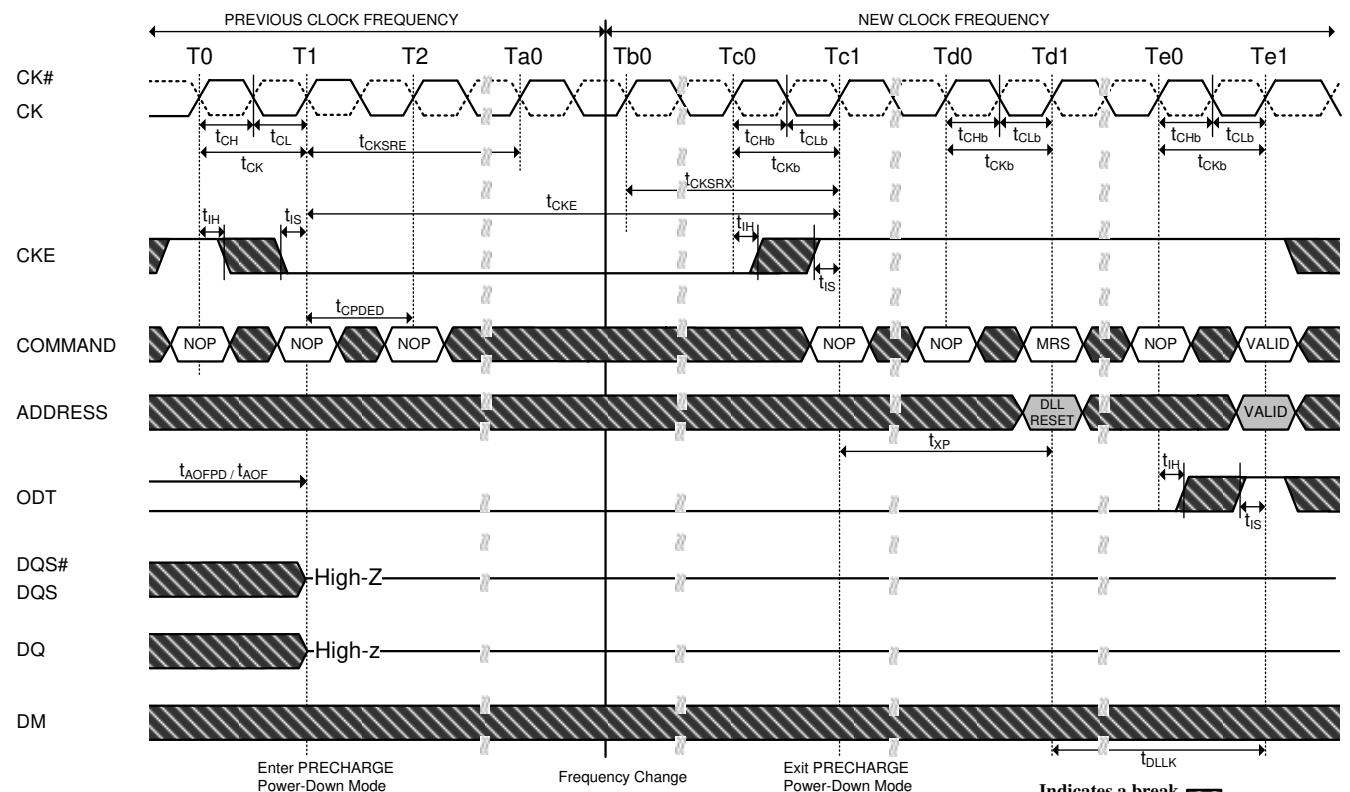 PREVIOUS CLOCK FREQUENCY NEW CLOCK FREQUENCY
T0 T1 T2 Ta0 Tb0 Tc0 Tc1 Td0 Td1 Te0 Te1
CK#
CK
tCH tCL tCHb tCLb tCHb tCLb tCHb tCLb
tCK tCKSRE tCKb tCKb tCKb
tCKSRX
tCKE
tIH tIS tIH
CKE
tIS
tCPDED
COMMAND NOP NOP NOP NOP NOP MRS NOP VALID
ADDRESS DLL RESET VALID
tXP
tAOFPD / tAOF tIH
ODT
tIS
DQS#
DQS High-Z
DQ High-z
DM
tDLLK
Enter PRECHARGE
Power-Down Mode
Frequency Change
Exit PRECHARGE
Power-Down Mode
Indicates a break